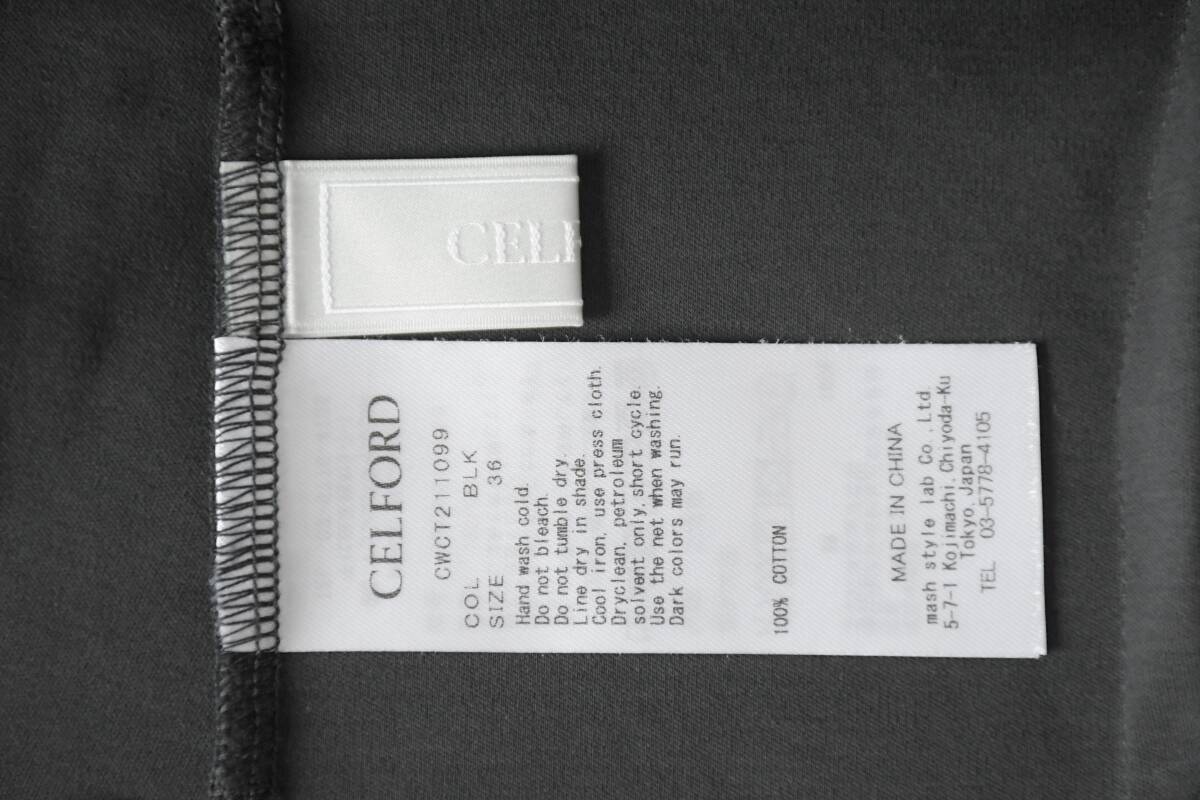 CELF
CELFORD
CWCT211099
COL BLK
SIZE 36
Hand wash cold.
Do not bleach.
Do not tumble dry.
Line dry in shade.
Cool iron, use press cloth.
Dryclean, petroleum
solvent only, short cycle.
Use the net when washing.
Dark colors may run.
100% COTTON
MADE IN CHINA
mash style lab Co.,Ltd.
5-7-1 Kojimachi, Chiyoda-Ku
Tokyo, Japan
TEL 03-5778-4105